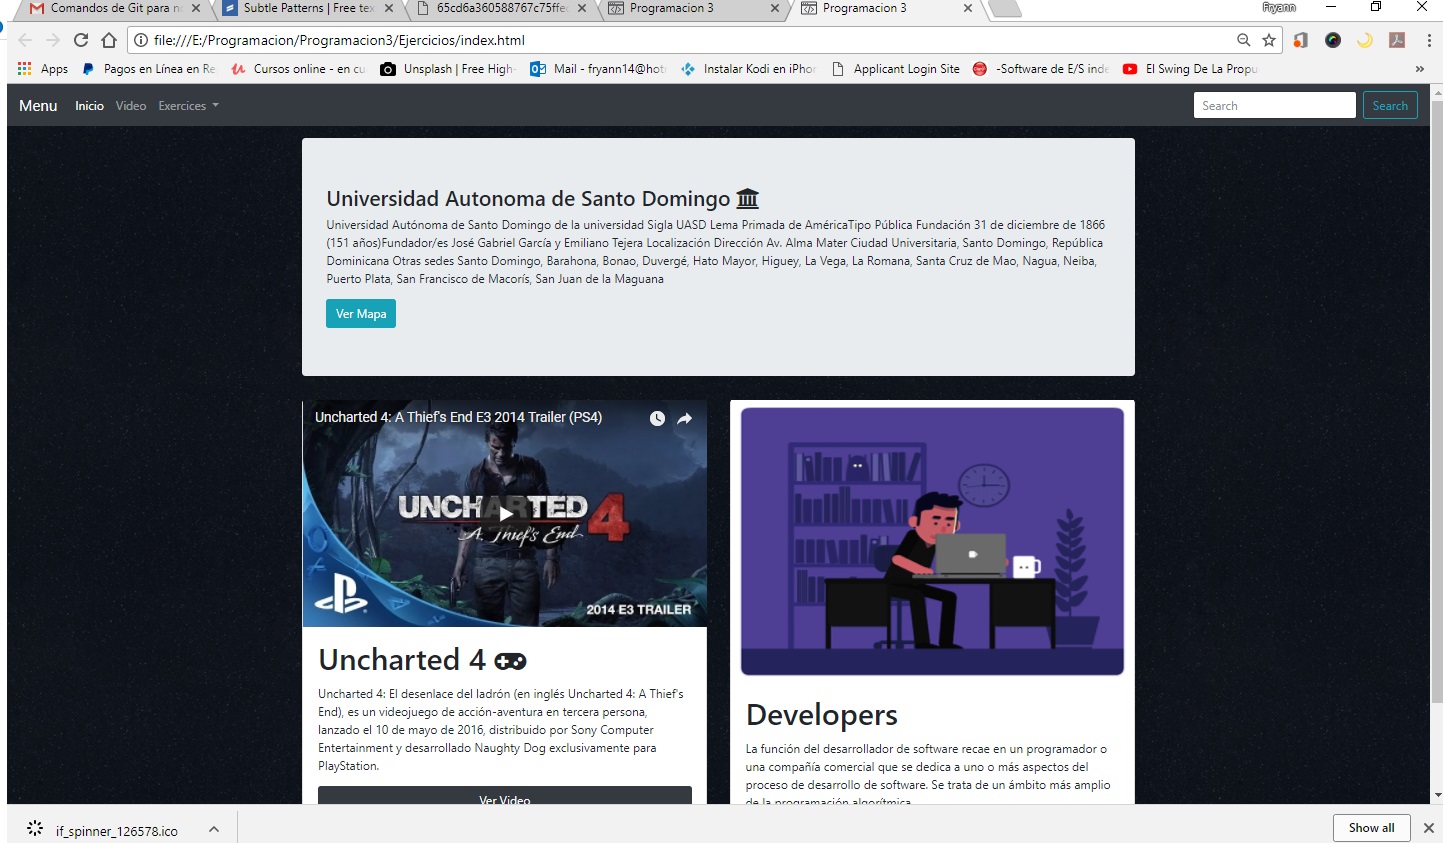 Comandos de Git para na
Subtle Patterns | Free tex
65cd6a360588767c75ffec
Programacion 3
Programacion 3
Fryann
file:///E:/Programacion/Programacion3/Ejercicios/index.html
Apps
Pagos en Línea en Re
Cursos online - en cu
Unsplash | Free High-
Mail - fryann14@hot
Instalar Kodi en iPhon
Applicant Login Site
-Software de E/S inde
El Swing De La Propu
»
Menu Inicio Video Exercices
Search
Search
Universidad Autonoma de Santo Domingo
Universidad Autónoma de Santo Domingo de la universidad Sigla UASD Lema Primada de AméricaTipo Pública Fundación 31 de diciembre de 1866
(151 años)Fundador/es José Gabriel García y Emiliano Tejera Localización Dirección Av. Alma Mater Ciudad Universitaria, Santo Domingo, República
Dominicana Otras sedes Santo Domingo, Barahona, Bonao, Duvergé, Hato Mayor, Higuey, La Vega, La Romana, Santa Cruz de Mao, Nagua, Neiba,
Puerto Plata, San Francisco de Macorís, San Juan de la Maguana
Ver Mapa
Uncharted 4: A Thief's End E3 2014 Trailer (PS4)
UNCHARTED 4
A Thief's End
2014 E3 TRAILER
Uncharted 4
Uncharted 4: El desenlace del ladrón (en inglés Uncharted 4: A Thief's
End), es un videojuego de acción-aventura en tercera persona,
lanzado el 10 de mayo de 2016, distribuido por Sony Computer
Entertainment y desarrollado Naughty Dog exclusivamente para
PlayStation.
Ver Video
Developers
La función del desarrollador de software recae en un programador o
una compañía comercial que se dedica a uno o más aspectos del
proceso de desarrollo de software. Se trata de un ámbito más amplio
de la programación algorítmica
if_spinner_126578.ico
Show all